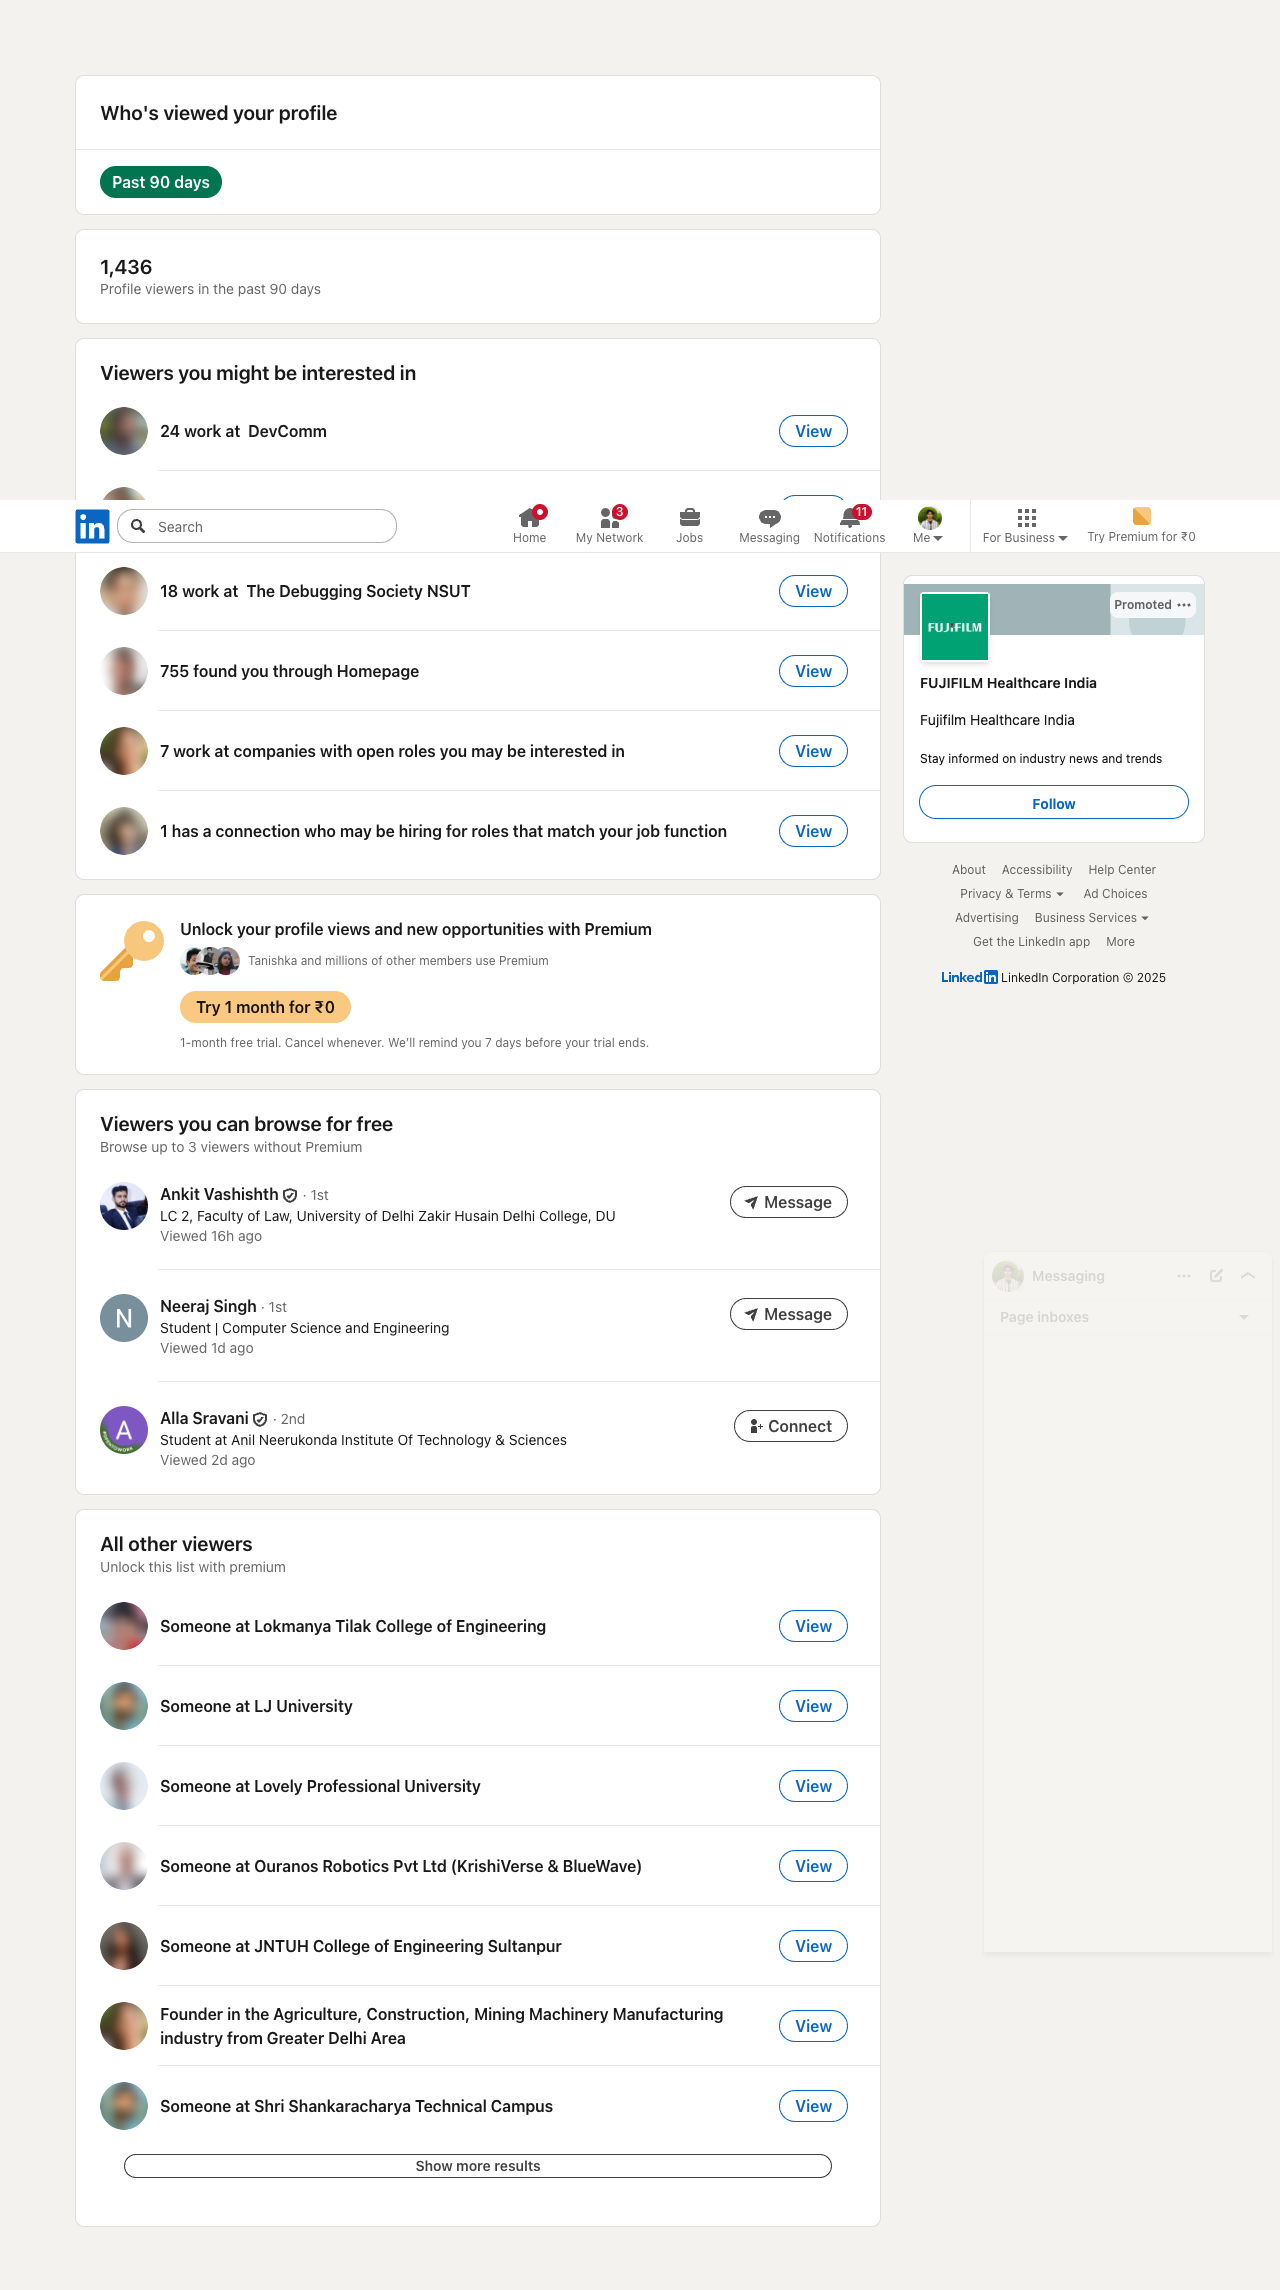 Who's viewed your profile
Past 90 days
1,436
Profile viewers in the past 90 days
Viewers you might be interested in
24 work at  DevComm
View
in
Search
Home
3
My Network
Jobs
Messaging
11
Notifications
Me
For Business
Try Premium for ₹0
18 work at  The Debugging Society NSUT
View
755 found you through Homepage
View
7 work at companies with open roles you may be interested in
View
1 has a connection who may be hiring for roles that match your job function
View
Promoted
FUJIFILM
FUJIFILM Healthcare India
Fujifilm Healthcare India
Stay informed on industry news and trends
Follow
About Accessibility Help Center
Privacy & Terms Ad Choices
Advertising Business Services
Get the LinkedIn app More
Linkedin LinkedIn Corporation © 2025
Unlock your profile views and new opportunities with Premium
Tanishka and millions of other members use Premium
Try 1 month for ₹0
1-month free trial. Cancel whenever. We'll remind you 7 days before your trial ends.
Viewers you can browse for free
Browse up to 3 viewers without Premium
Ankit Vashishth · 1st
LC 2, Faculty of Law, University of Delhi Zakir Husain Delhi College, DU
Viewed 16h ago
Message
N
Neeraj Singh · 1st
Student | Computer Science and Engineering
Viewed 1d ago
Message
A
#OPENTOWORK
Alla Sravani · 2nd
Student at Anil Neerukonda Institute Of Technology & Sciences
Viewed 2d ago
Connect
Messaging
Page inboxes
All other viewers
Unlock this list with premium
Someone at Lokmanya Tilak College of Engineering
View
Someone at LJ University
View
Someone at Lovely Professional University
View
Someone at Ouranos Robotics Pvt Ltd (KrishiVerse & BlueWave)
View
Someone at JNTUH College of Engineering Sultanpur
View
Founder in the Agriculture, Construction, Mining Machinery Manufacturing
industry from Greater Delhi Area
View
Someone at Shri Shankaracharya Technical Campus
View
Show more results